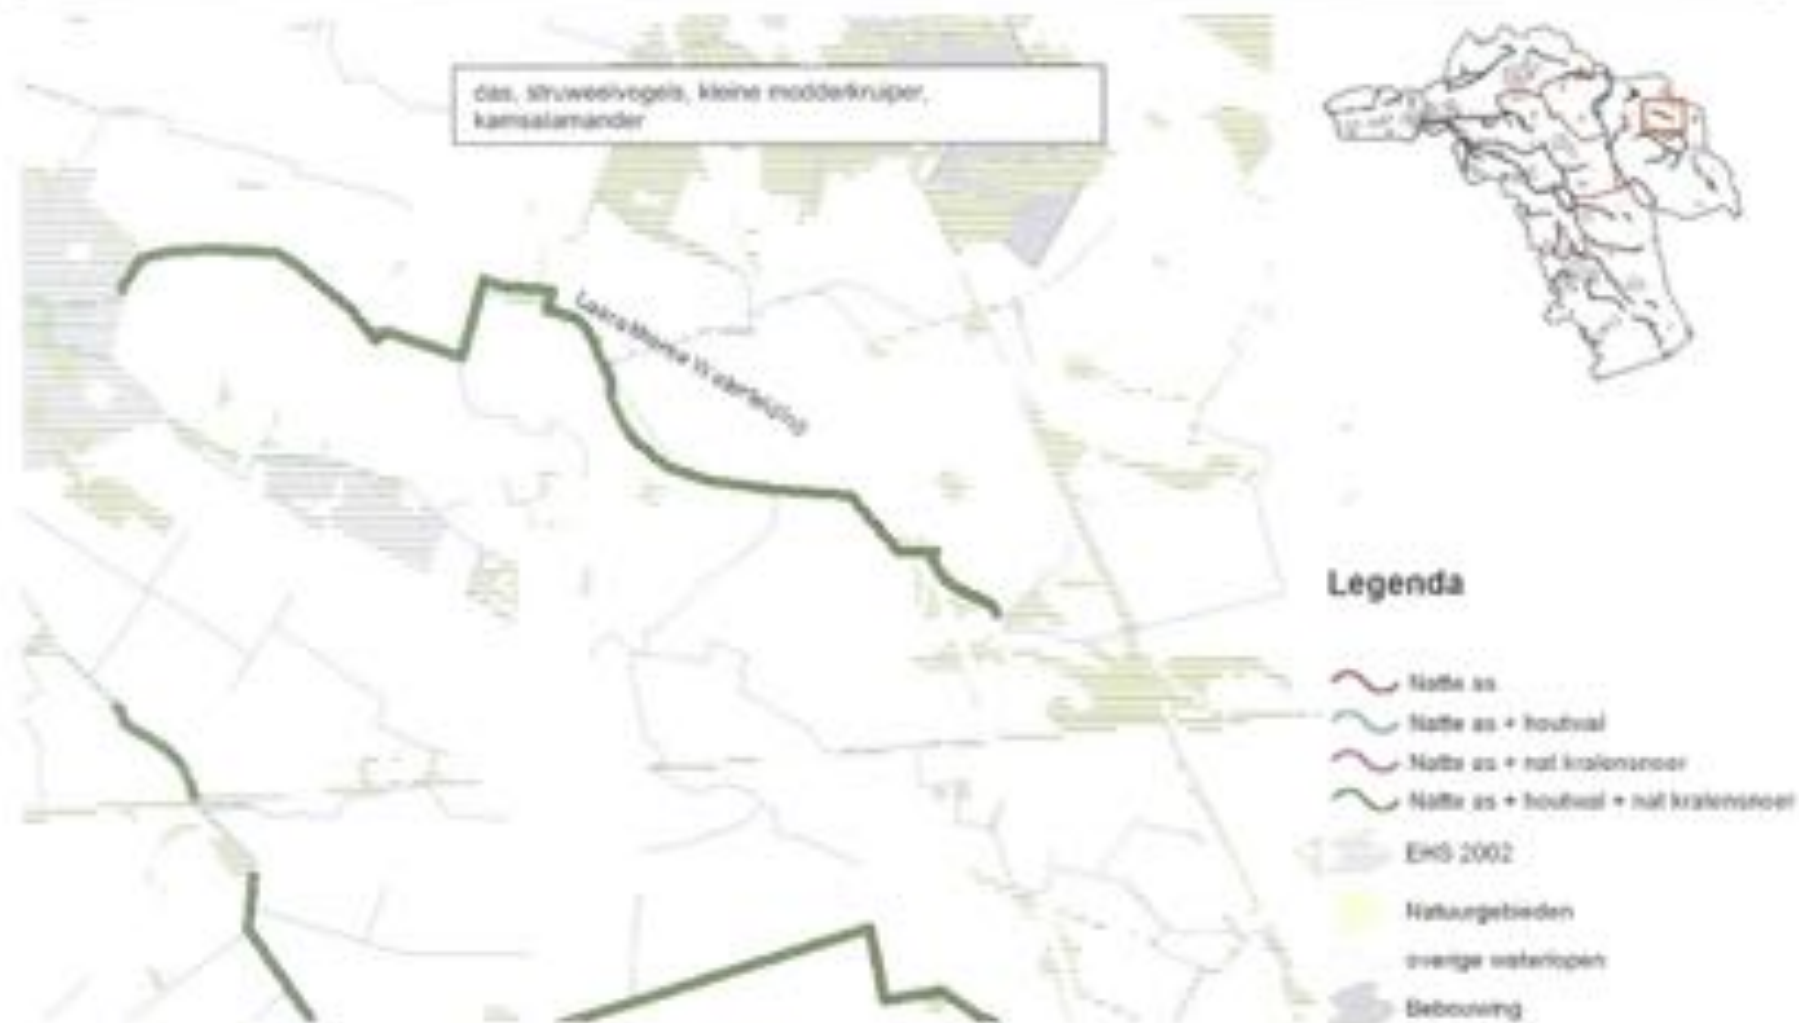 das, struweelvogels, kleine modderkruiper,
kamsalamander
Waterleiding
Legenda
Natte as
Natte as + houtwal
Natte as + nat kralensnoer
Natte as + houtwal + nat kralensnoer
EHS 2002
Natuurgebieden
overige waterlopen
Bebouwing